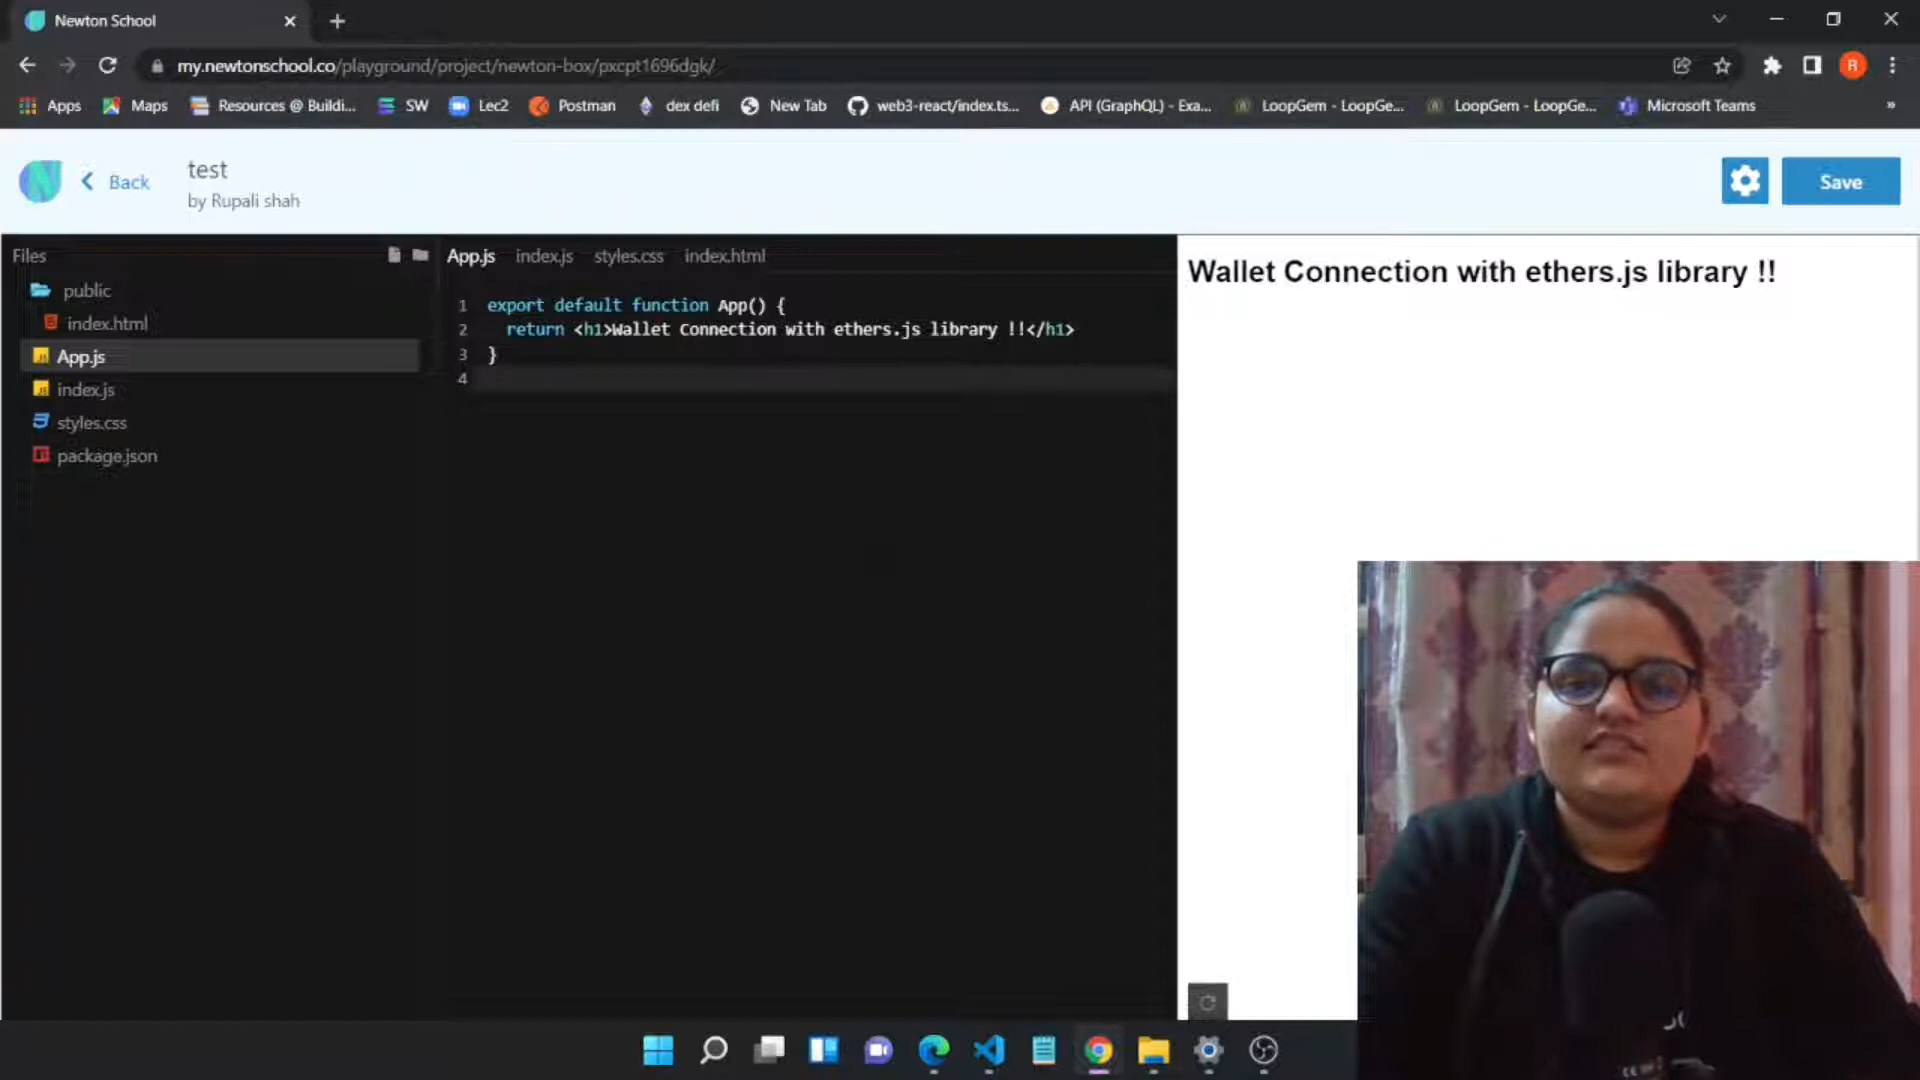 Newton School
my.newtonschool.co/playground/project/newton-box/pxcpt1696dgk/
R
Apps Maps Resources @ Buildi... SW Lec2 Postman dex defi New Tab web3-react/index.ts... API (GraphQL) - Exa... LoopGem - LoopGe... LoopGem - LoopGe... Microsoft Teams »
Back
test
by Rupali shah
Save
Files
public
index.html
App.js
index.js
styles.css
package.json
App.js index.js styles.css index.html
1 export default function App() {
2 return <h1>Wallet Connection with ethers.js library !!</h1>
3 }
4
Wallet Connection with ethers.js library !!